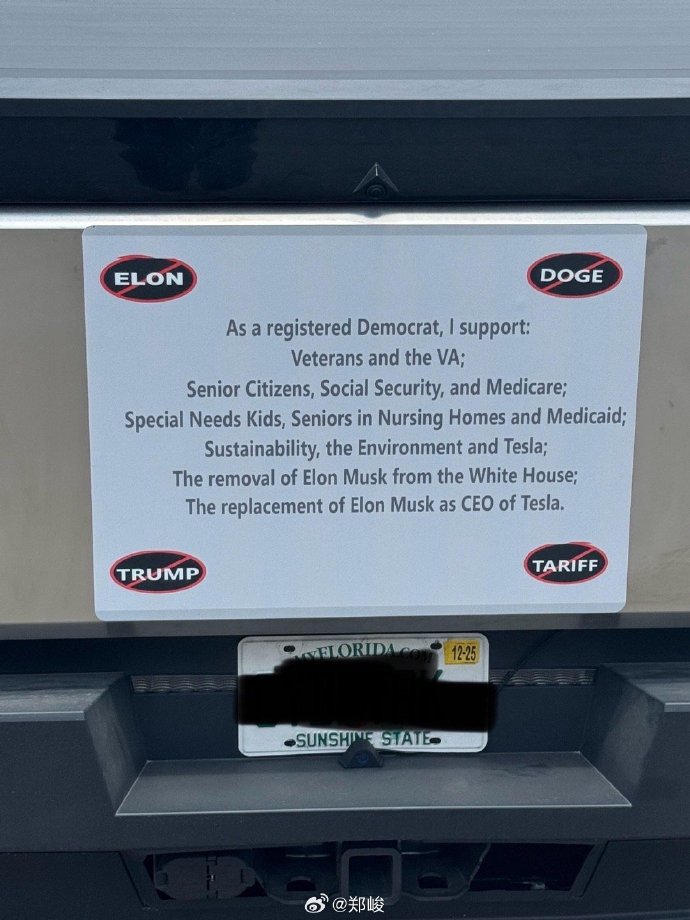 ELON
DOGE
As a registered Democrat, I support:
Veterans and the VA;
Senior Citizens, Social Security, and Medicare;
Special Needs Kids, Seniors in Nursing Homes and Medicaid;
Sustainability, the Environment and Tesla;
The removal of Elon Musk from the White House;
The replacement of Elon Musk as CEO of Tesla.
TRUMP
TARIFF
MYFLORIDA.COM
12-25
SUNSHINE STATE
@郑峻